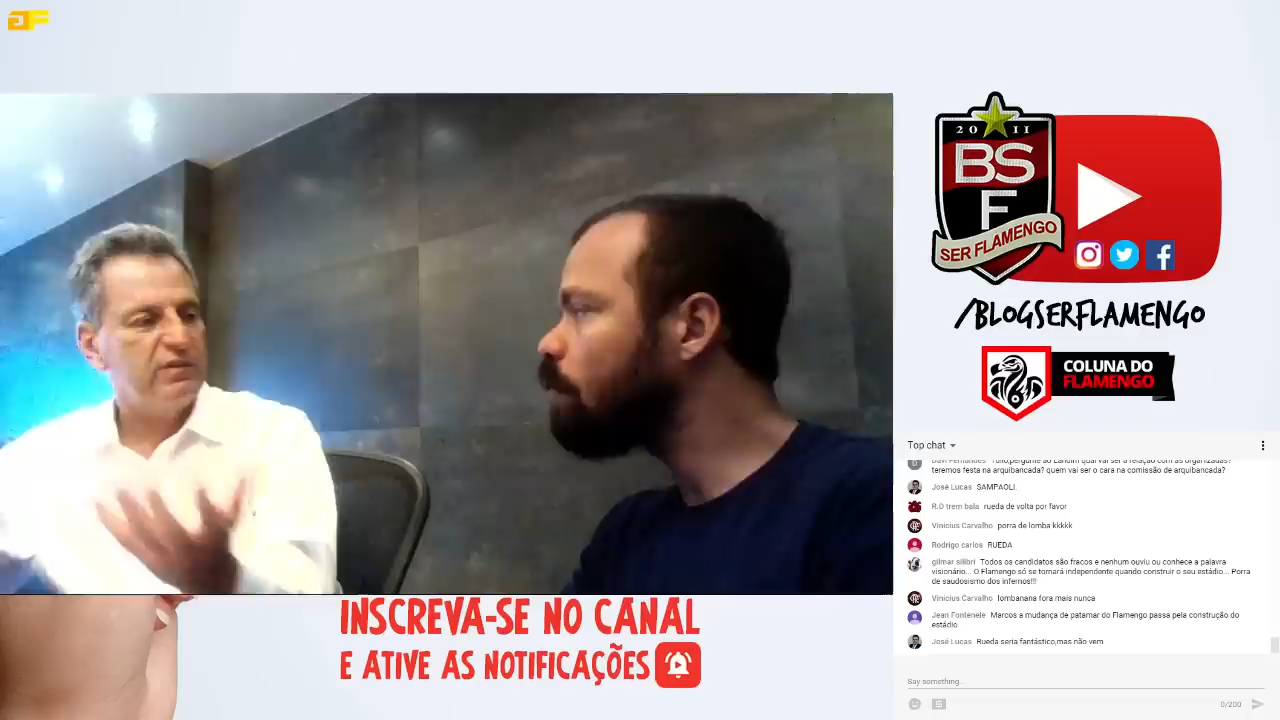 GF
20 11
BS
F
SER FLAMENGO
/BLOGSERFLAMENGO
COLUNA DO
FLAMENGO
Top chat
D
teremos festa na arquibancada? quem vai ser o cara na comissão de arquibancada?
José Lucas SAMPAOLI.
R.D trem bala rueda de volta por favor
Vinicius Carvalho porra de lomba kkkkk
Rodrigo carlos RUEDA
gilmar silibri Todos os candidatos são fracos e nenhum ouviu ou conhece a palavra
visionário... O Flamengo só se tornará independente quando construir o seu estádio... Porra
de saudosismo dos infernos!!!
Vinicius Carvalho lombanana fora mais nunca
Jean Fontenele Marcos a mudança de patamar do Flamengo passa pela construção do
estádio
José Lucas Rueda seria fantástico,mas não vem
Say something...
0/200
INSCREVA-SE NO CANAL
E ATIVE AS NOTIFICAÇÕES